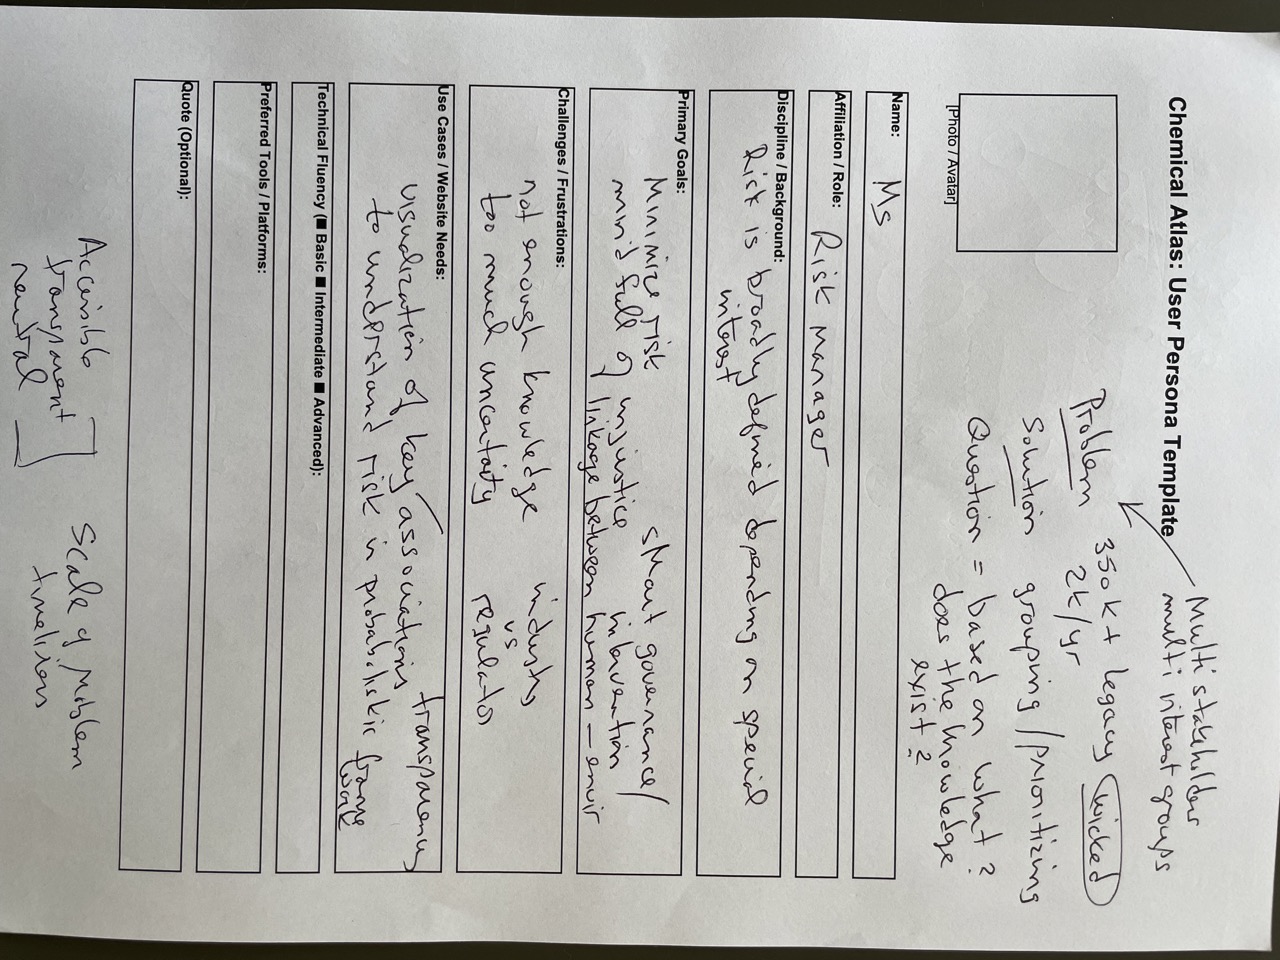 Multi stakeholders
multi interest groups
Chemical Atlas: User Persona Template
Problem 350k+ legacy wicked
2k/yr
Solution grouping / prioritizing
Question = based on what?
does the knowledge
exist?
[Photo / Avatar]
Name: Ms
Affiliation / Role: Risk manager
Discipline / Background:
Risk is broadly defined depending on special
interest
Primary Goals:
Minimize risk smart governance/
mind full of injustice intervention
linkage between human – envir
Challenges / Frustrations:
not enough knowledge industry
vs
too much uncertainty regulator
Use Cases / Website Needs:
transparency
visualization of key associations
to understand risk in probabilistic frame
work
Technical Fluency (■ Basic ■ Intermediate ■ Advanced):
Preferred Tools / Platforms:
Quote (Optional):
Accessible Scale of problem
transparent
neutral